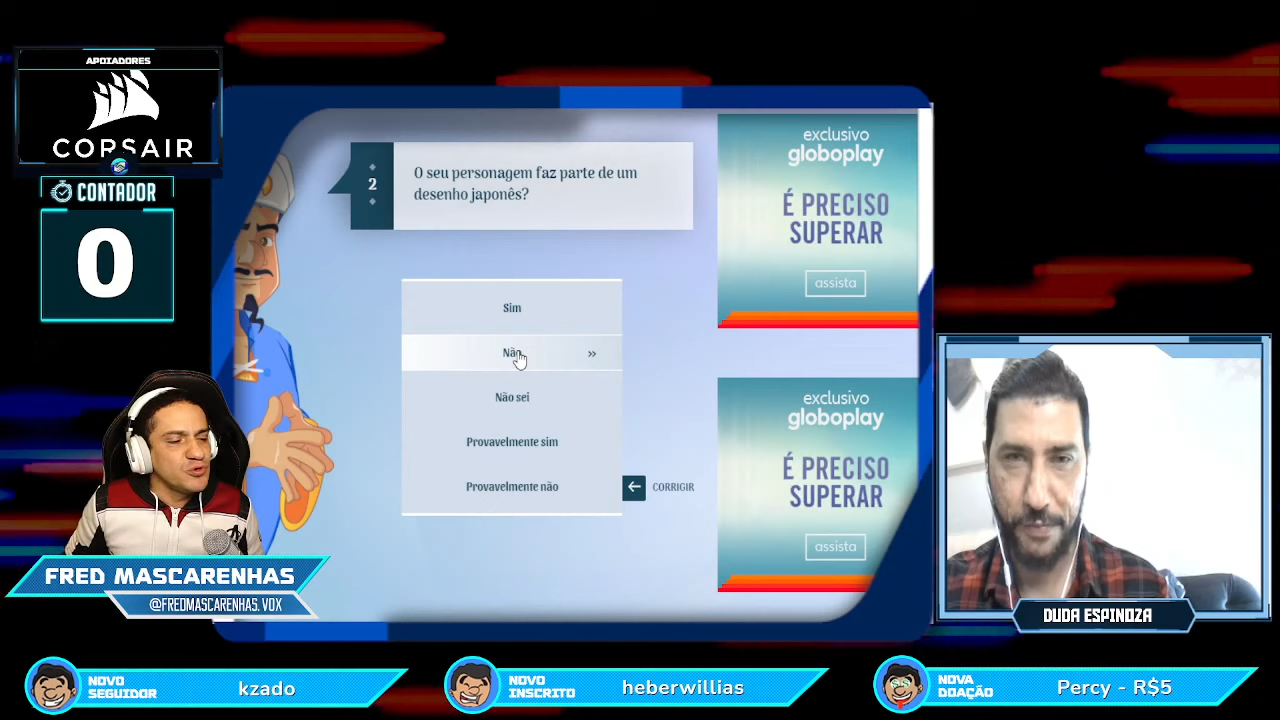 APOIADORES
CORSAIR
CONTADOR
0
2
O seu personagem faz parte de um
desenho japonês?
Sim
Não
Não sei
Provavelmente sim
Provavelmente não
CORRIGIR
exclusivo
globoplay
É PRECISO
SUPERAR
assista
exclusivo
globoplay
É PRECISO
SUPERAR
assista
FRED MASCARENHAS
@FREDMASCARENHAS.VOX
DUDA ESPINOZA
NOVO
SEGUIDOR
kzado
NOVO
INSCRITO
heberwillias
NOVA
DOAÇÃO
Percy - R$5